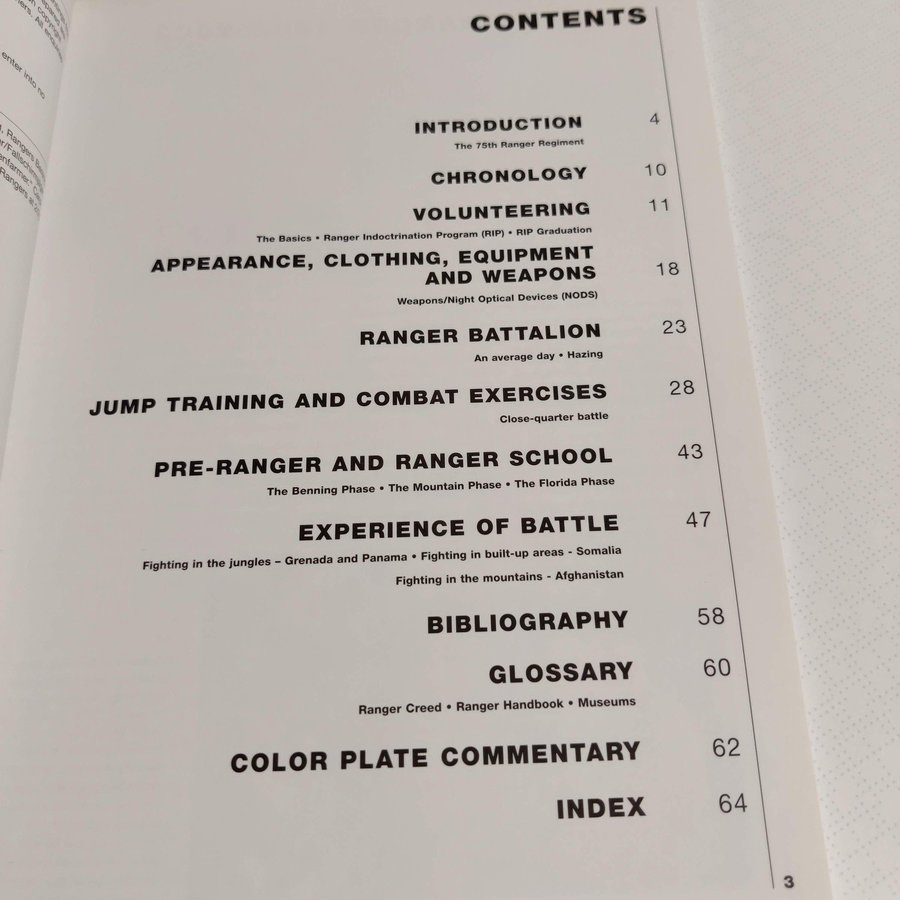 enter into no
CONTENTS
INTRODUCTION 4
The 75th Ranger Regiment
CHRONOLOGY 10
VOLUNTEERING 11
The Basics • Ranger Indoctrination Program (RIP) • RIP Graduation
APPEARANCE, CLOTHING, EQUIPMENT
AND WEAPONS 18
Weapons/Night Optical Devices (NODS)
RANGER BATTALION 23
An average day • Hazing
JUMP TRAINING AND COMBAT EXERCISES 28
Close-quarter battle
PRE-RANGER AND RANGER SCHOOL 43
The Benning Phase • The Mountain Phase • The Florida Phase
EXPERIENCE OF BATTLE 47
Fighting in the jungles – Grenada and Panama • Fighting in built-up areas - Somalia
Fighting in the mountains - Afghanistan
BIBLIOGRAPHY 58
GLOSSARY 60
Ranger Creed • Ranger Handbook • Museums
COLOR PLATE COMMENTARY 62
INDEX 64
3